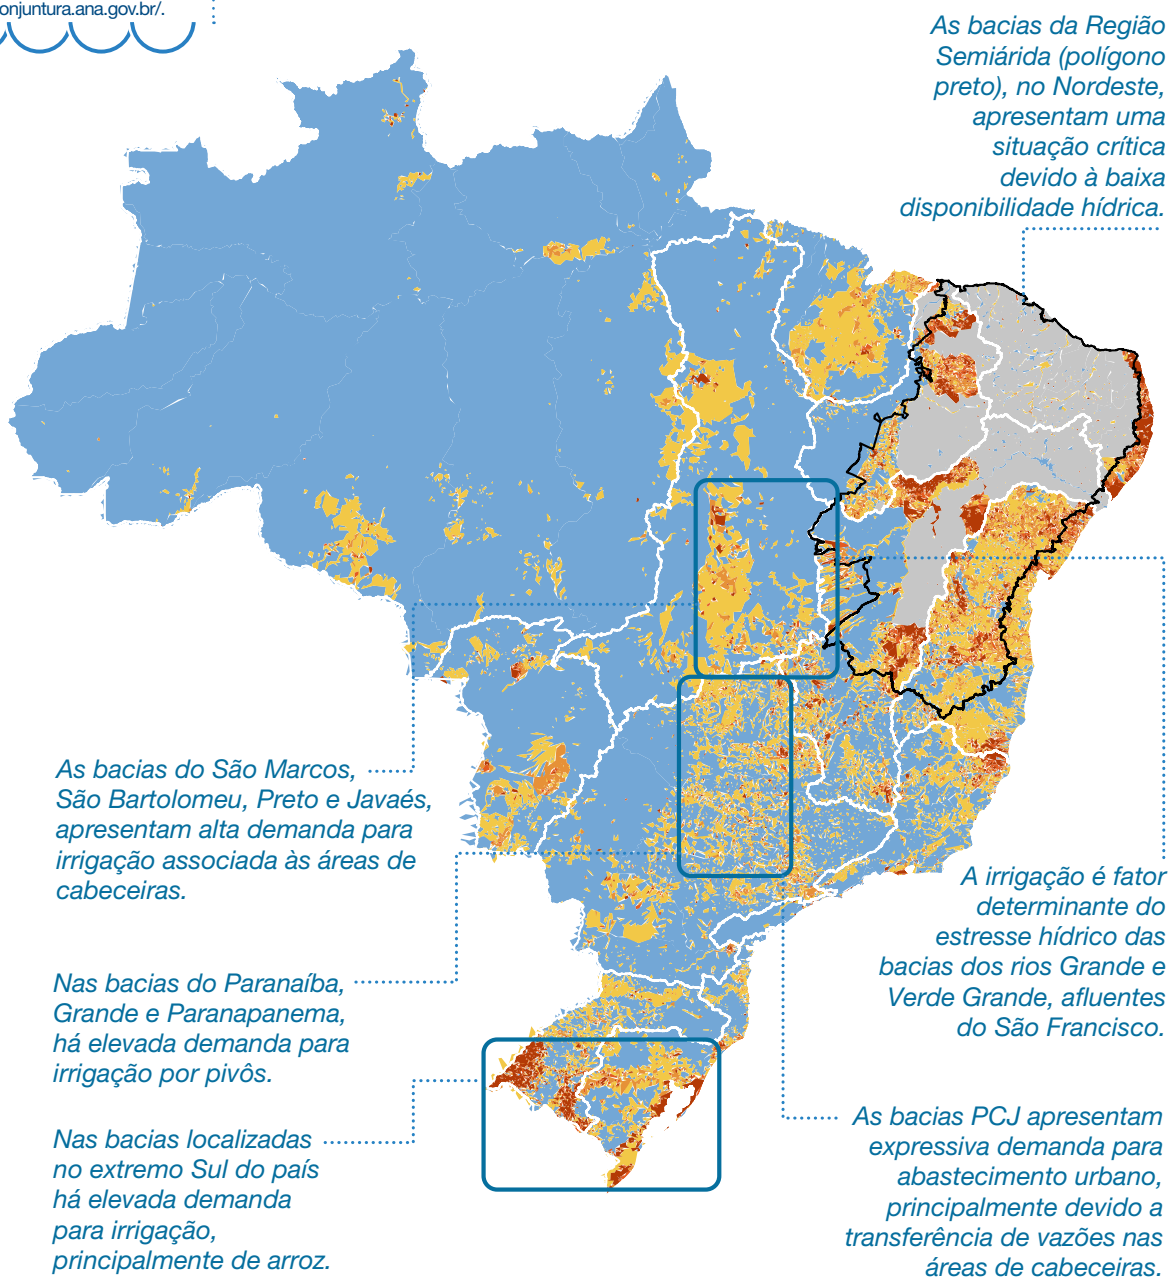 onjuntura.ana.gov.br/.
As bacias da Região
Semiárida (polígono
preto), no Nordeste,
apresentam uma
situação crítica
devido à baixa
disponibilidade hídrica.
As bacias do São Marcos,
São Bartolomeu, Preto e Javaés,
apresentam alta demanda para
irrigação associada às áreas de
cabeceiras.
A irrigação é fator
determinante do
estresse hídrico das
bacias dos rios Grande e
Verde Grande, afluentes
do São Francisco.
Nas bacias do Paranaíba,
Grande e Paranapanema,
há elevada demanda para
irrigação por pivôs.
As bacias PCJ apresentam
expressiva demanda para
abastecimento urbano,
principalmente devido a
transferência de vazões nas
áreas de cabeceiras.
Nas bacias localizadas
no extremo Sul do país
há elevada demanda
para irrigação,
principalmente de arroz.